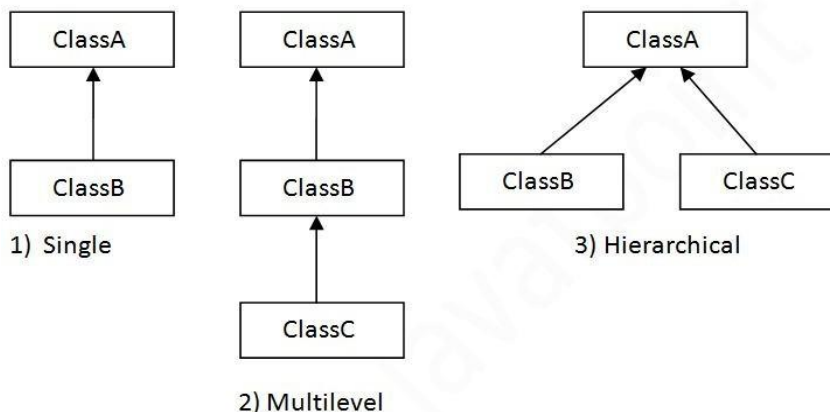 ClassA
ClassB
1) Single
ClassA
ClassB
ClassC
2) Multilevel
ClassA
ClassB
ClassC
3) Hierarchical